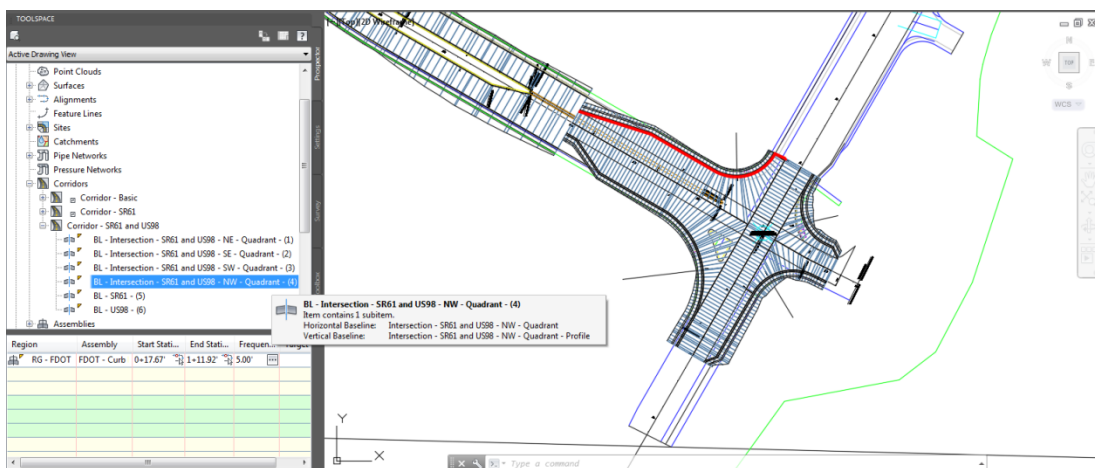 TOOLSPACE
Active Drawing View
Point Clouds
Surfaces
Alignments
Feature Lines
Sites
Catchments
Pipe Networks
Pressure Networks
Corridors
Corridor - Basic
Corridor - SR61
Corridor - SR61 and US98
BL - Intersection - SR61 and US98 - NE - Quadrant - (1)
BL - Intersection - SR61 and US98 - SE - Quadrant - (2)
BL - Intersection - SR61 and US98 - SW - Quadrant - (3)
BL - Intersection - SR61 and US98 - NW - Quadrant - (4)
BL - SR61 - (5)
BL - US98 - (6)
Assemblies
BL - Intersection - SR61 and US98 - NW - Quadrant - (4)
Item contains 1 subitem.
Horizontal Baseline: Intersection - SR61 and US98 - NW - Quadrant
Vertical Baseline: Intersection - SR61 and US98 - NW - Quadrant - Profile
Region Assembly Start Stati... End Stati... Frequen... Target
RG - FDOT FDOT - Curb 0+17.67' 1+11.92' 5.00'
Prospector
Settings
Survey
[Top][2D Wireframe]
W TOP
S
WCS
Y
X
Type a command